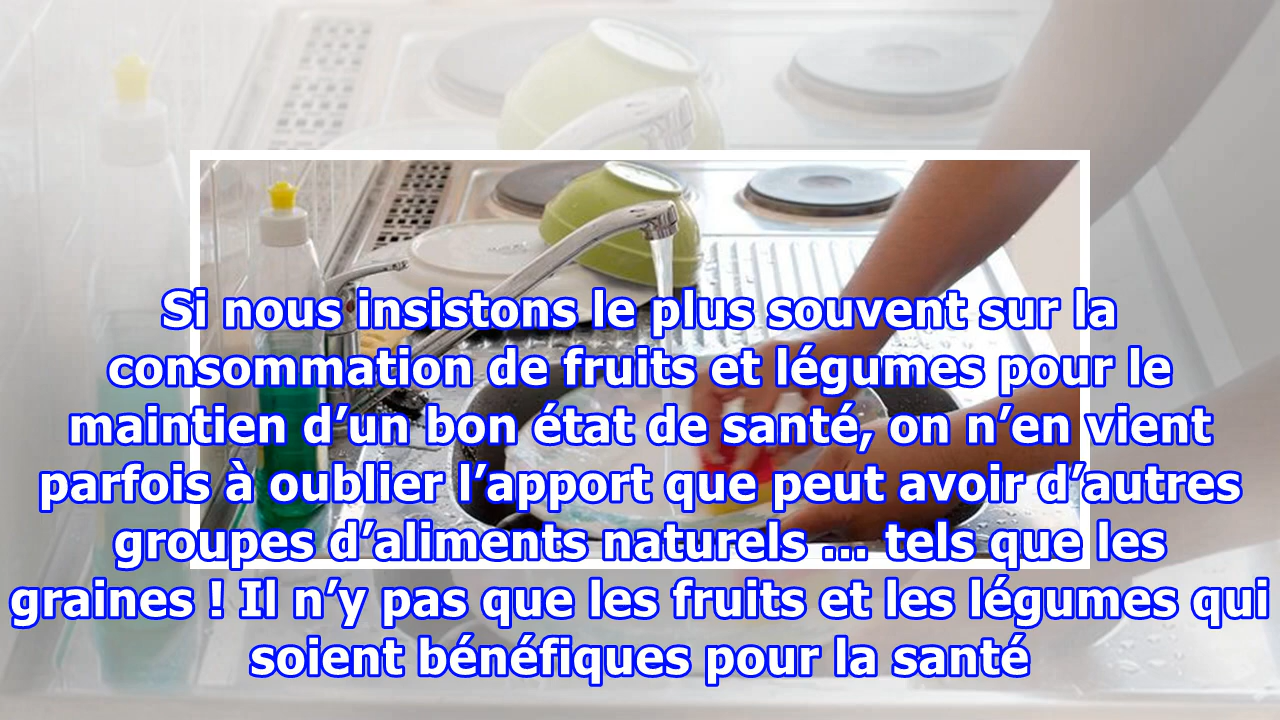 Si nous insistons le plus souvent sur la
consommation de fruits et légumes pour le
maintien d’un bon état de santé, on n’en vient
parfois à oublier l’apport que peut avoir d’autres
groupes d’aliments naturels ... tels que les
graines ! Il n’y pas que les fruits et les légumes qui
soient bénéfiques pour la santé